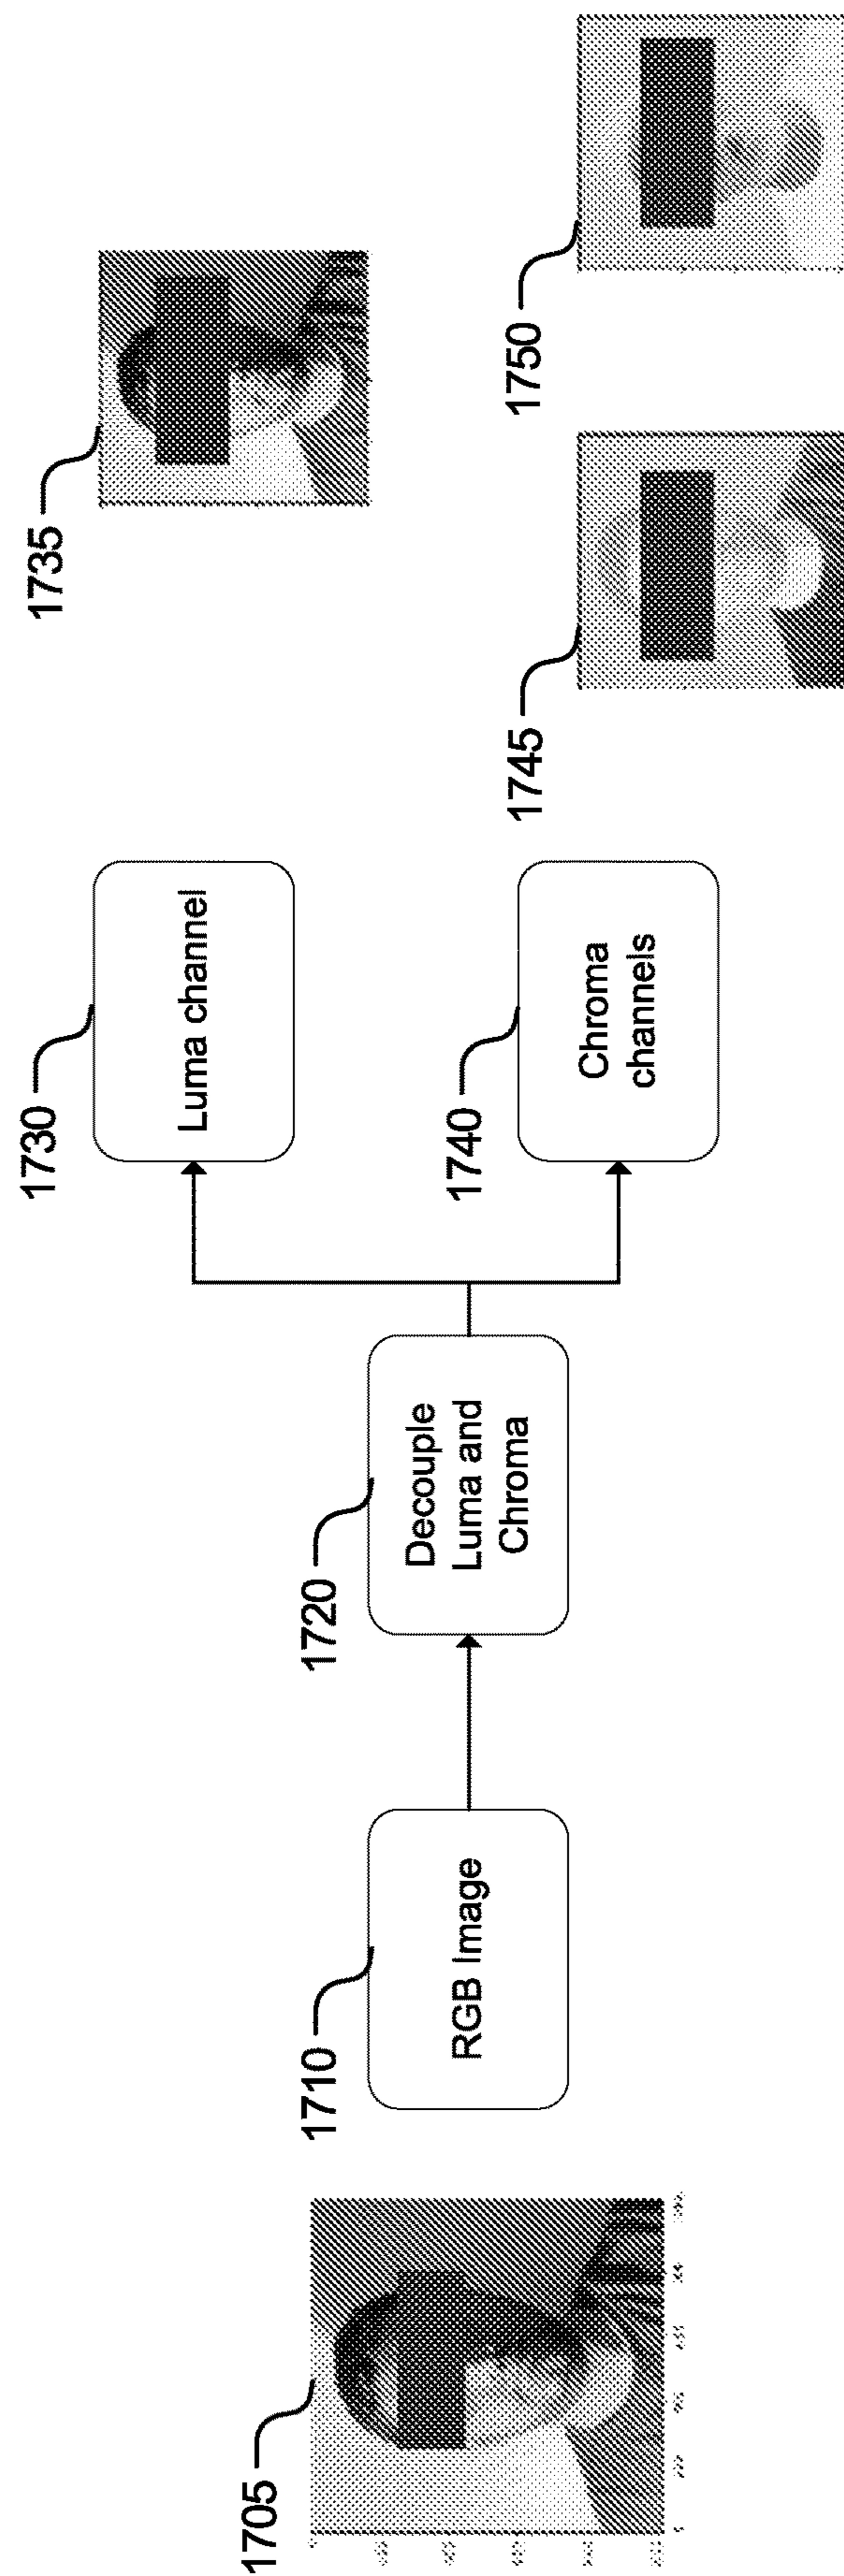 1705
1710
RGB Image
1720
Decouple
Luma and
Chroma
1730
Luma channel
1735
1740
Chroma
channels
1745
1750